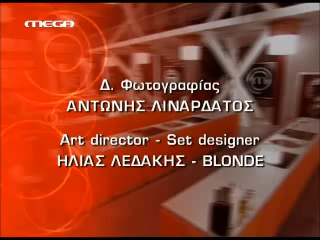 MEGA
Δ. Φωτογραφίας
ΑΝΤΩΝΗΣ ΛΙΝΑΡΔΑΤΟΣ
Art director - Set designer
ΗΛΙΑΣ ΛΕΔΑΚΗΣ - BLONDE